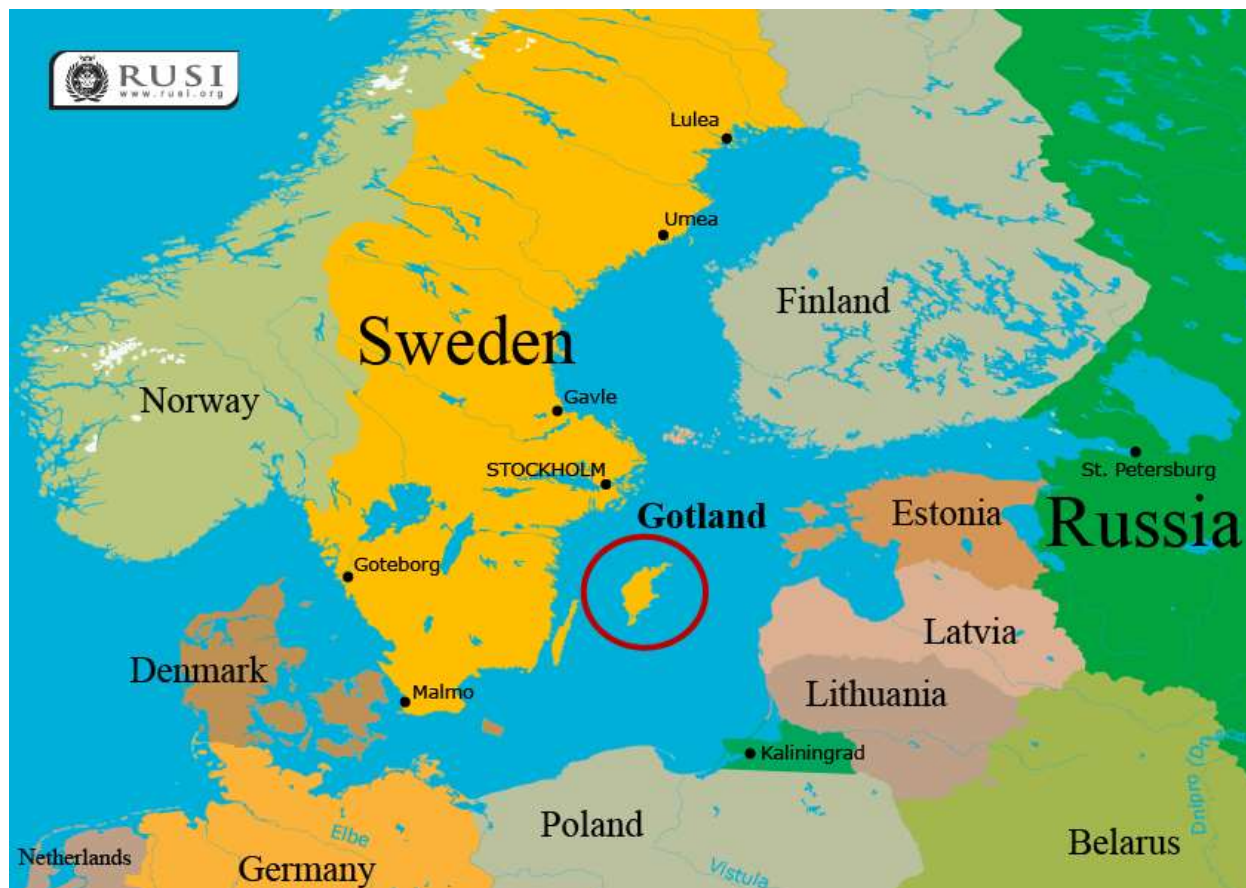 RUSI
www.rusi.org
Lulea
Umea
Finland
Sweden
Norway
Gavle
STOCKHOLM
St. Petersburg
Gotland
Estonia
Russia
Goteborg
Latvia
Denmark
Malmo
Lithuania
Kaliningrad
Dnipro (Dn
Poland
Elbe
Belarus
Netherlands
Germany
Vistula